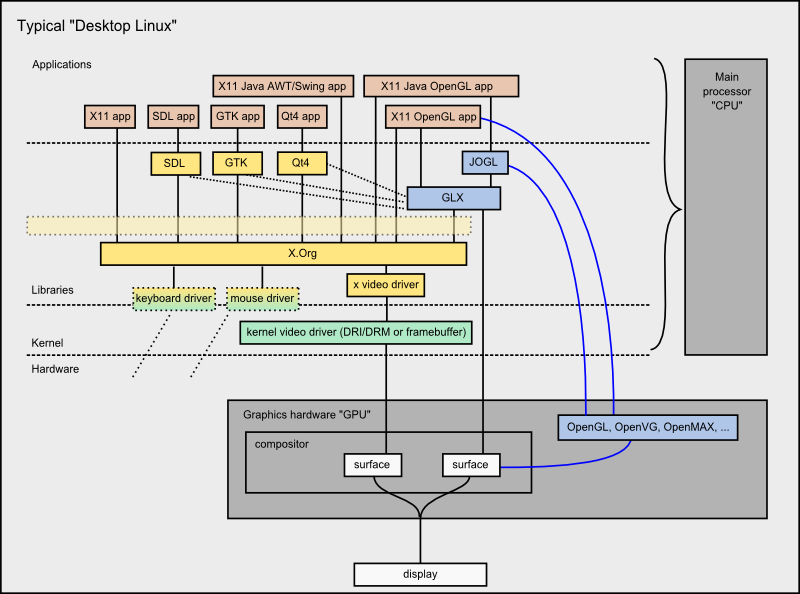 Typical "Desktop Linux"
Applications
Main
processor
"CPU"
X11 Java AWT/Swing app
X11 Java OpenGL app
X11 app
SDL app
GTK app
Qt4 app
X11 OpenGL app
SDL
GTK
Qt4
JOGL
GLX
X.Org
Libraries
keyboard driver
mouse driver
x video driver
kernel video driver (DRI/DRM or framebuffer)
Kernel
Hardware
Graphics hardware "GPU"
OpenGL, OpenVG, OpenMAX, ...
compositor
surface
surface
display